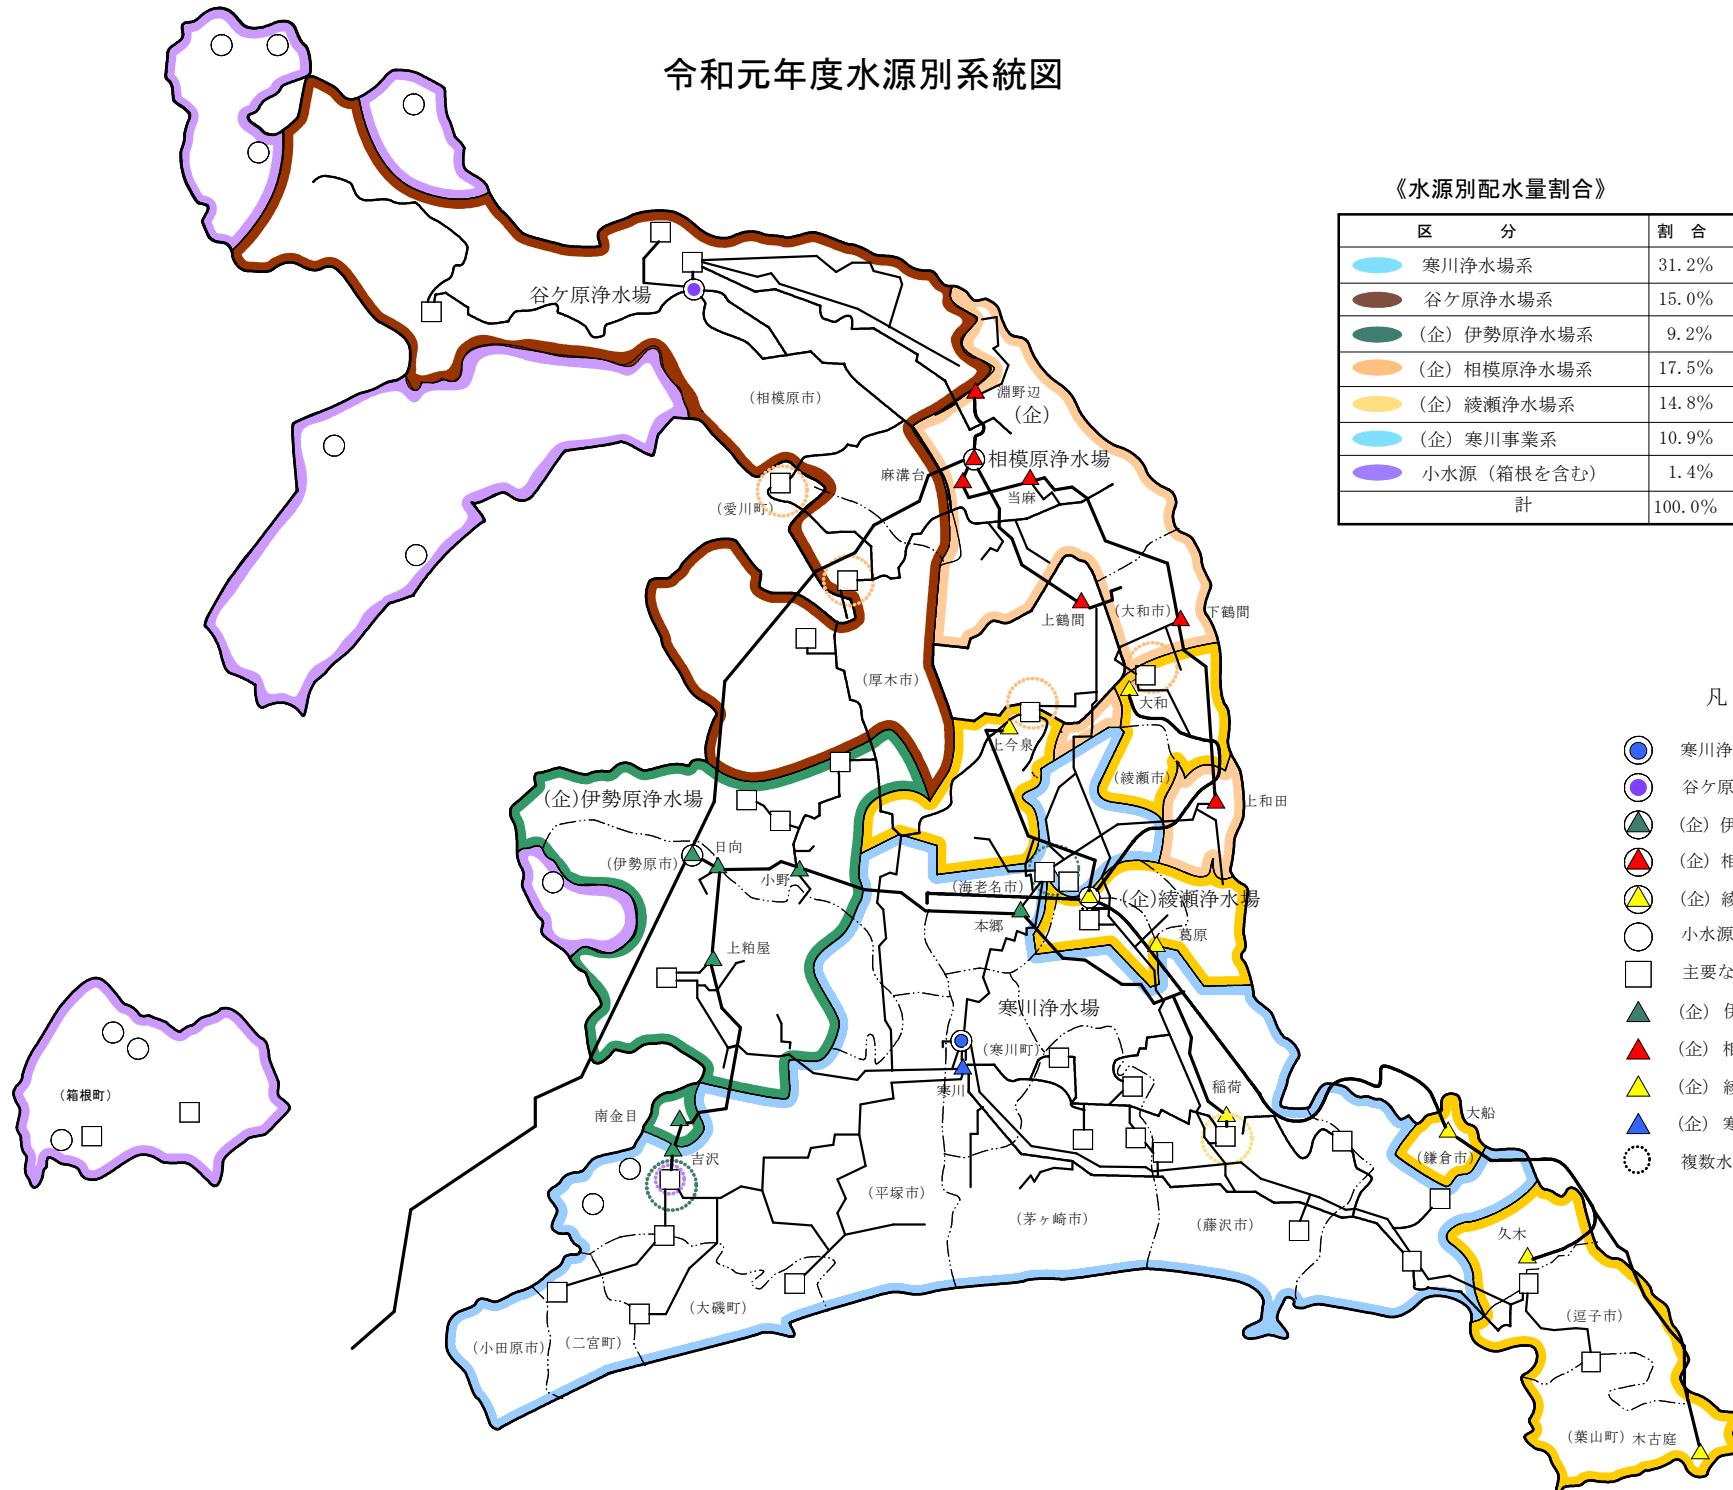 令和元年度水源別系統図
《水源別配水量割合》
区 分 割 合
寒川浄水場系 31.2%
谷ケ原浄水場系 15.0%
(企) 伊勢原浄水場系 9.2%
(企) 相模原浄水場系 17.5%
(企) 綾瀬浄水場系 14.8%
(企) 寒川事業系 10.9%
小水源 (箱根を含む) 1.4%
計 100.0%
谷ケ原浄水場
(相模原市)
淵野辺
(企)
相模原浄水場
麻溝台
当麻
(愛川町)
上鶴間
(大和市)
下鶴間
(厚木市)
大和
上今泉
(綾瀬市)
上和田
(企)伊勢原浄水場
日向
(伊勢原市)
小野
(海老名市)
(企)綾瀬浄水場
本郷
葛原
上粕屋
寒川浄水場
(寒川町)
寒川
稲荷
(箱根町)
南金目
吉沢
大船
(鎌倉市)
(平塚市)
(茅ヶ崎市)
(藤沢市)
久木
(大磯町)
(逗子市)
(小田原市)
(二宮町)
(葉山町)
木古庭
凡
寒川浄
谷ケ原
(企) 伊
(企) 相
(企) 綾
小水源
主要な
(企) 伊
(企) 相
(企) 綾
(企) 寒
複数水